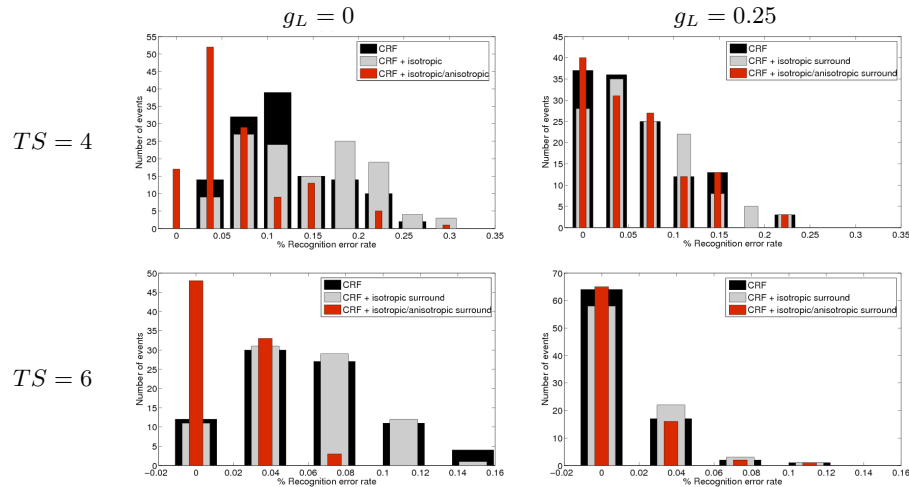 g_L = 0
g_L = 0.25
TS = 4
Number of events
55
50
45
40
35
30
25
20
15
10
5
0
CRF
CRF + isotropic
CRF + isotropic/anisotropic
0 0.05 0.1 0.15 0.2 0.25 0.3 0.35
% Recognition error rate
Number of events
45
40
35
30
25
20
15
10
5
0
CRF
CRF + isotropic surround
CRF + isotropic/anisotropic surround
0 0.05 0.1 0.15 0.2 0.25 0.3 0.35
% Recognition error rate
TS = 6
Number of events
50
45
40
35
30
25
20
15
10
5
0
CRF
CRF + isotropic surround
CRF + isotropic/anisotropic surround
-0.02 0 0.02 0.04 0.06 0.08 0.1 0.12 0.14 0.16
% Recognition error rate
Number of events
70
60
50
40
30
20
10
0
CRF
CRF + isotropic surround
CRF + isotropic/anisotropic surround
−0.02 0 0.02 0.04 0.06 0.08 0.1 0.12 0.14 0.16
% Recognition error rate